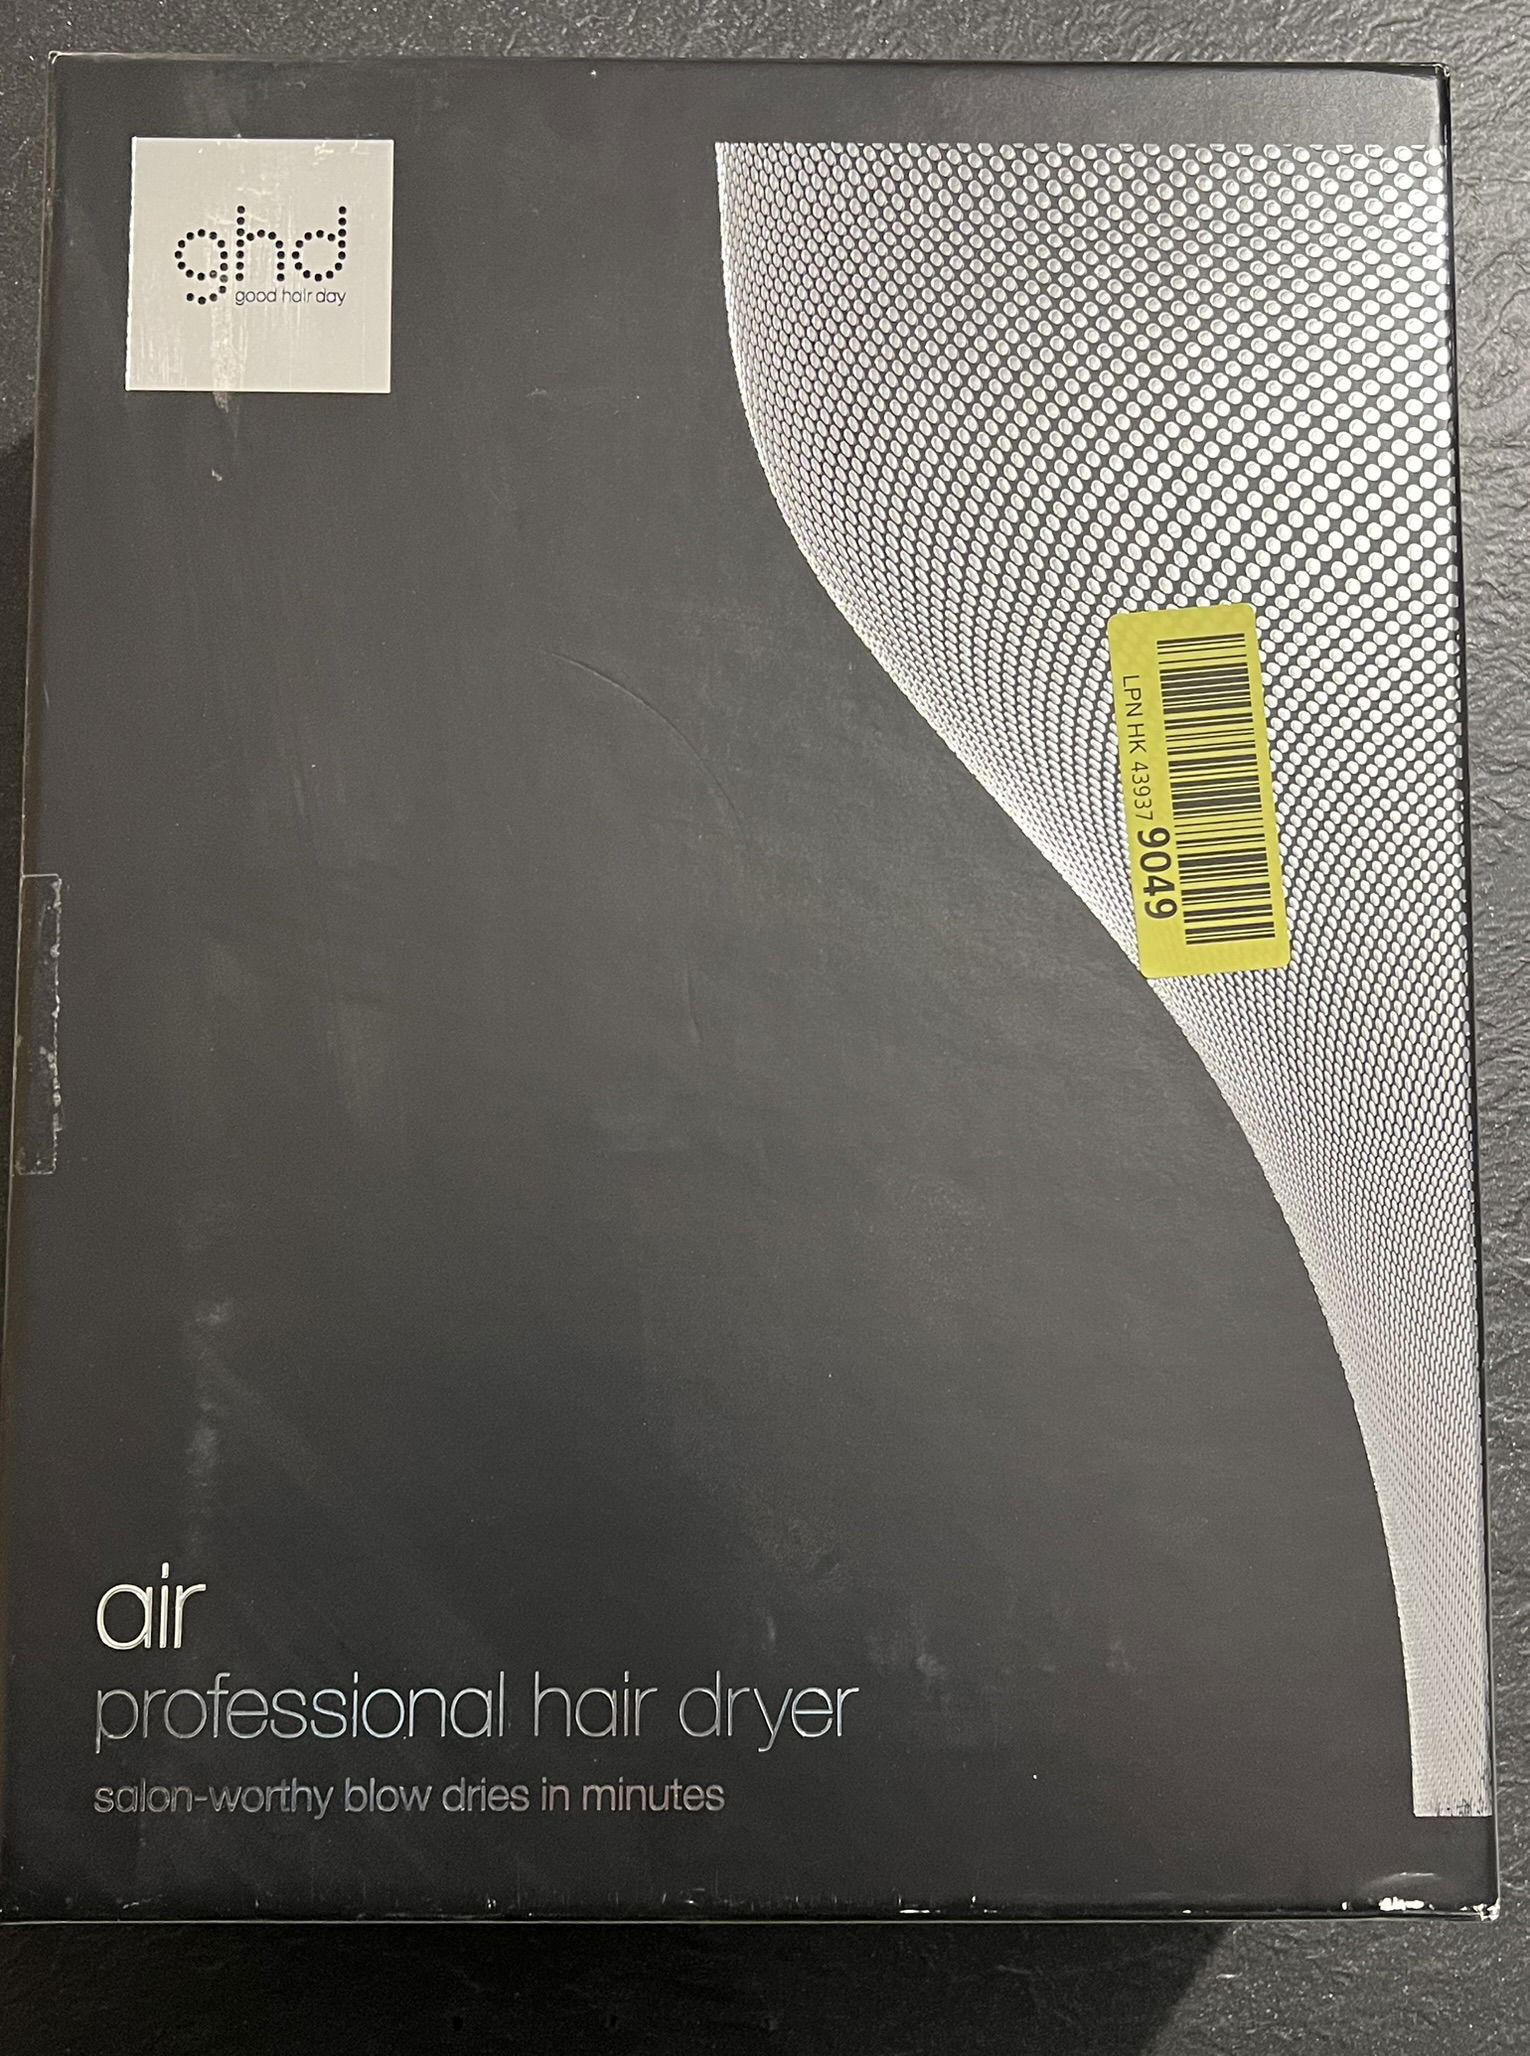 ghd
good hair day
LPN HK 43937 9049
air
professional hair dryer
salon-worthy blow dries in minutes